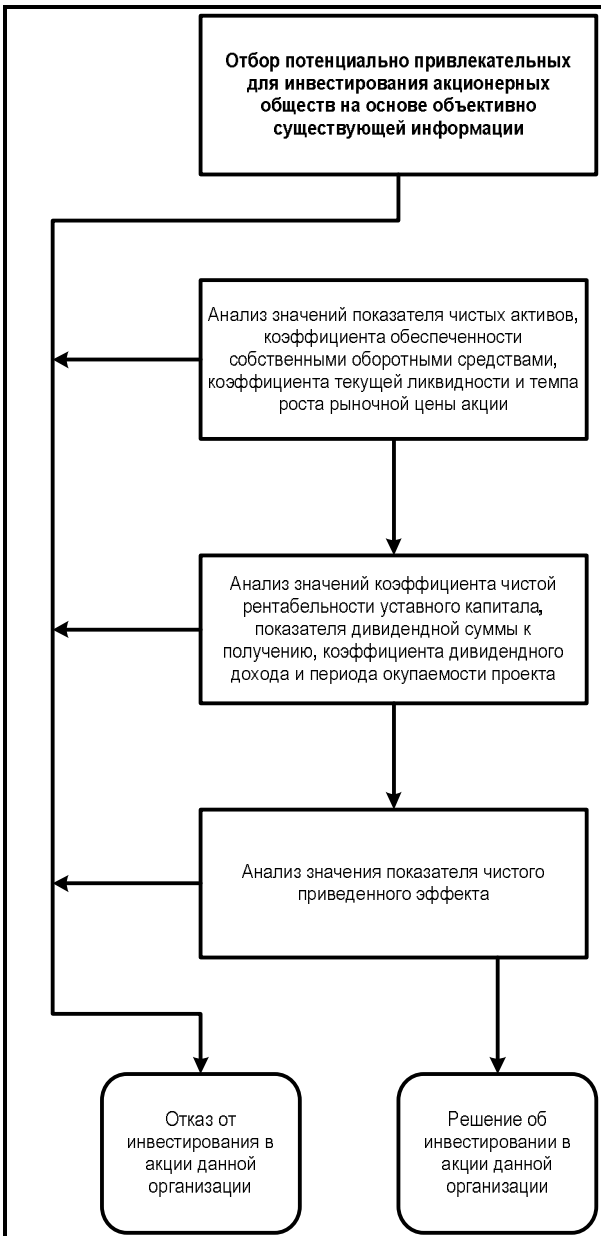 Отбор потенциально привлекательных
для инвестирования акционерных
обществ на основе объективно
существующей информации
Анализ значений показателя чистых активов,
коэффициента обеспеченности
собственными оборотными средствами,
коэффициента текущей ликвидности и темпа
роста рыночной цены акции
Анализ значений коэффициента чистой
рентабельности уставного капитала,
показателя дивидендной суммы к
получению, коэффициента дивидендного
дохода и периода окупаемости проекта
Анализ значения показателя чистого
приведенного эффекта
Отказ от
инвестирования в
акции данной
организации
Решение об
инвестировании в
акции данной
организации